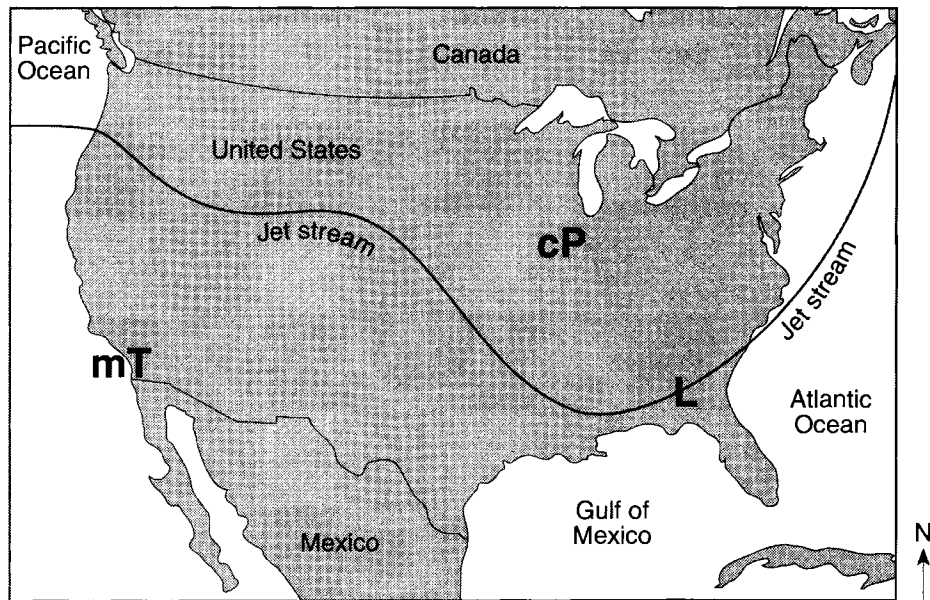 Pacific
Ocean
Canada
United States
Jet stream
cP
Jet stream
mT
L
Atlantic
Ocean
Gulf of
Mexico
Mexico
N